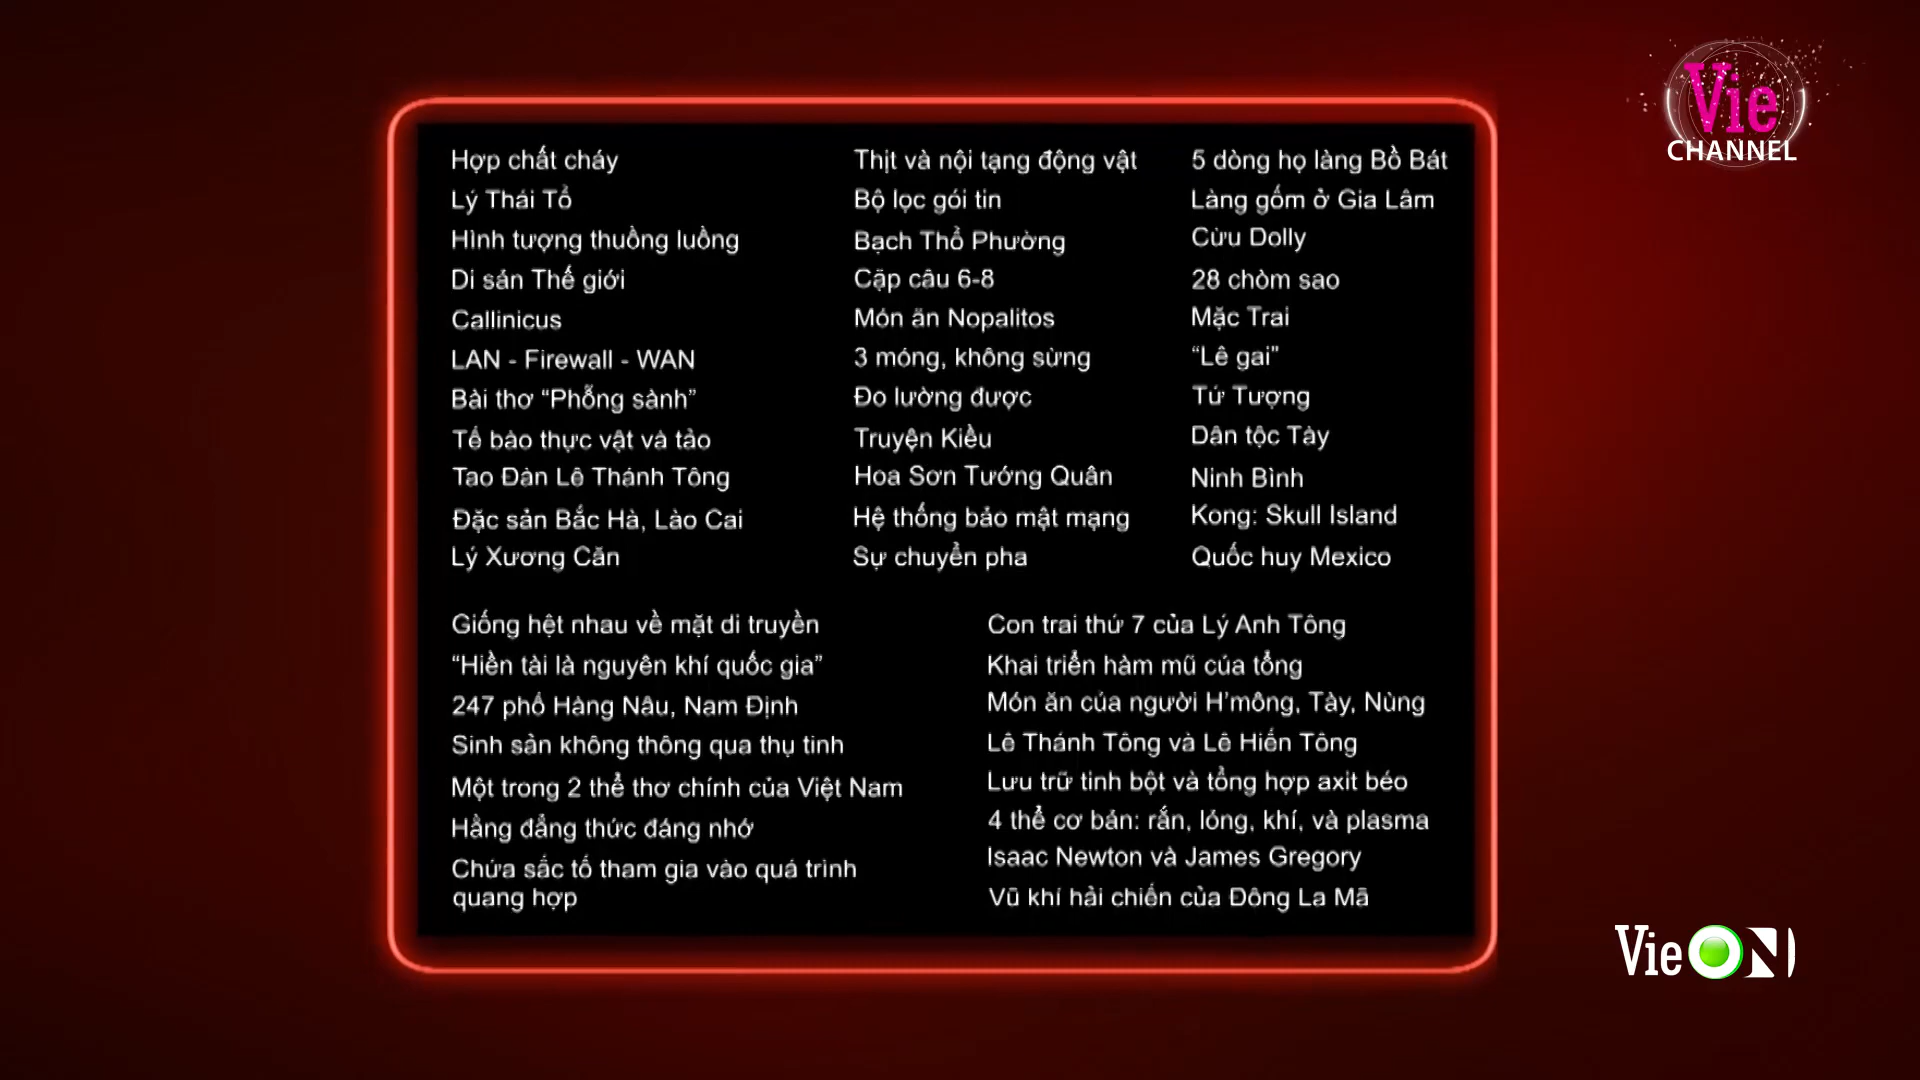 Vie
CHANNEL
Hợp chất cháy
Lý Thái Tổ
Hình tượng thuồng luồng
Di sản Thế giới
Callinicus
LAN - Firewall - WAN
Bài thơ “Phỗng sành”
Tế bào thực vật và tảo
Tao Đàn Lê Thánh Tông
Đặc sản Bắc Hà, Lào Cai
Lý Xương Căn
Thịt và nội tạng động vật
Bộ lọc gói tin
Bạch Thổ Phường
Cặp câu 6-8
Món ăn Nopalitos
3 móng, không sừng
Đo lường được
Truyện Kiều
Hoa Sơn Tướng Quân
Hệ thống bảo mật mạng
Sự chuyển pha
5 dòng họ làng Bồ Bát
Làng gốm ở Gia Lâm
Cừu Dolly
28 chòm sao
Mặc Trai
“Lê gai"
Tứ Tượng
Dân tộc Tày
Ninh Bình
Kong: Skull Island
Quốc huy Mexico
Giống hệt nhau về mặt di truyền
“Hiền tài là nguyên khí quốc gia”
247 phố Hàng Nâu, Nam Định
Sinh sản không thông qua thụ tinh
Một trong 2 thể thơ chính của Việt Nam
Hằng đẳng thức đáng nhớ
Chứa sắc tố tham gia vào quá trình
quang hợp
Con trai thứ 7 của Lý Anh Tông
Khai triển hàm mũ của tổng
Món ăn của người H’mông, Tày, Nùng
Lê Thánh Tông và Lê Hiến Tông
Lưu trữ tinh bột và tổng hợp axit béo
4 thể cơ bản: rắn, lỏng, khí, và plasma
Isaac Newton và James Gregory
Vũ khí hải chiến của Đông La Mã
VieON